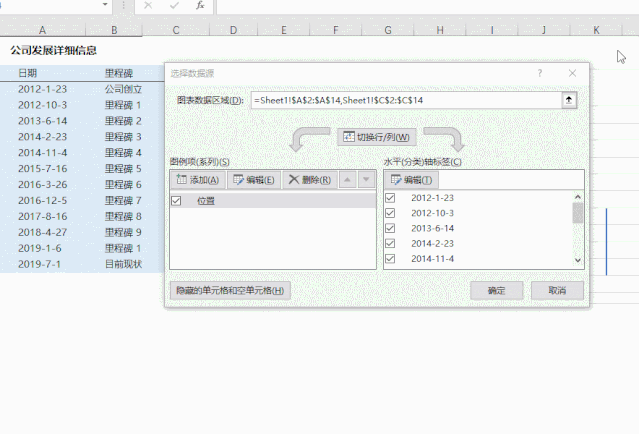 fx
A B C D E F G H I J K
公司发展详细信息
日期 里程碑
2012-1-23 公司创立
2012-10-3 里程碑 1
2013-6-14 里程碑 2
2014-2-23 里程碑 3
2014-11-4 里程碑 4
2015-7-16 里程碑 5
2016-3-26 里程碑 6
2016-12-5 里程碑 7
2017-8-16 里程碑 8
2018-4-27 里程碑 9
2019-1-6 里程碑 1
2019-7-1 目前现状
选择数据源 ?
图表数据区域(D): =Sheet1!$A$2:$A$14,Sheet1!$C$2:$C$14
切换行/列(W)
图例项(系列)(S)
添加(A) 编辑(E) 删除(R)
位置
水平(分类)轴标签(C)
编辑(T)
2012-1-23
2012-10-3
2013-6-14
2014-2-23
2014-11-4
隐藏的单元格和空单元格(H) 确定 取消